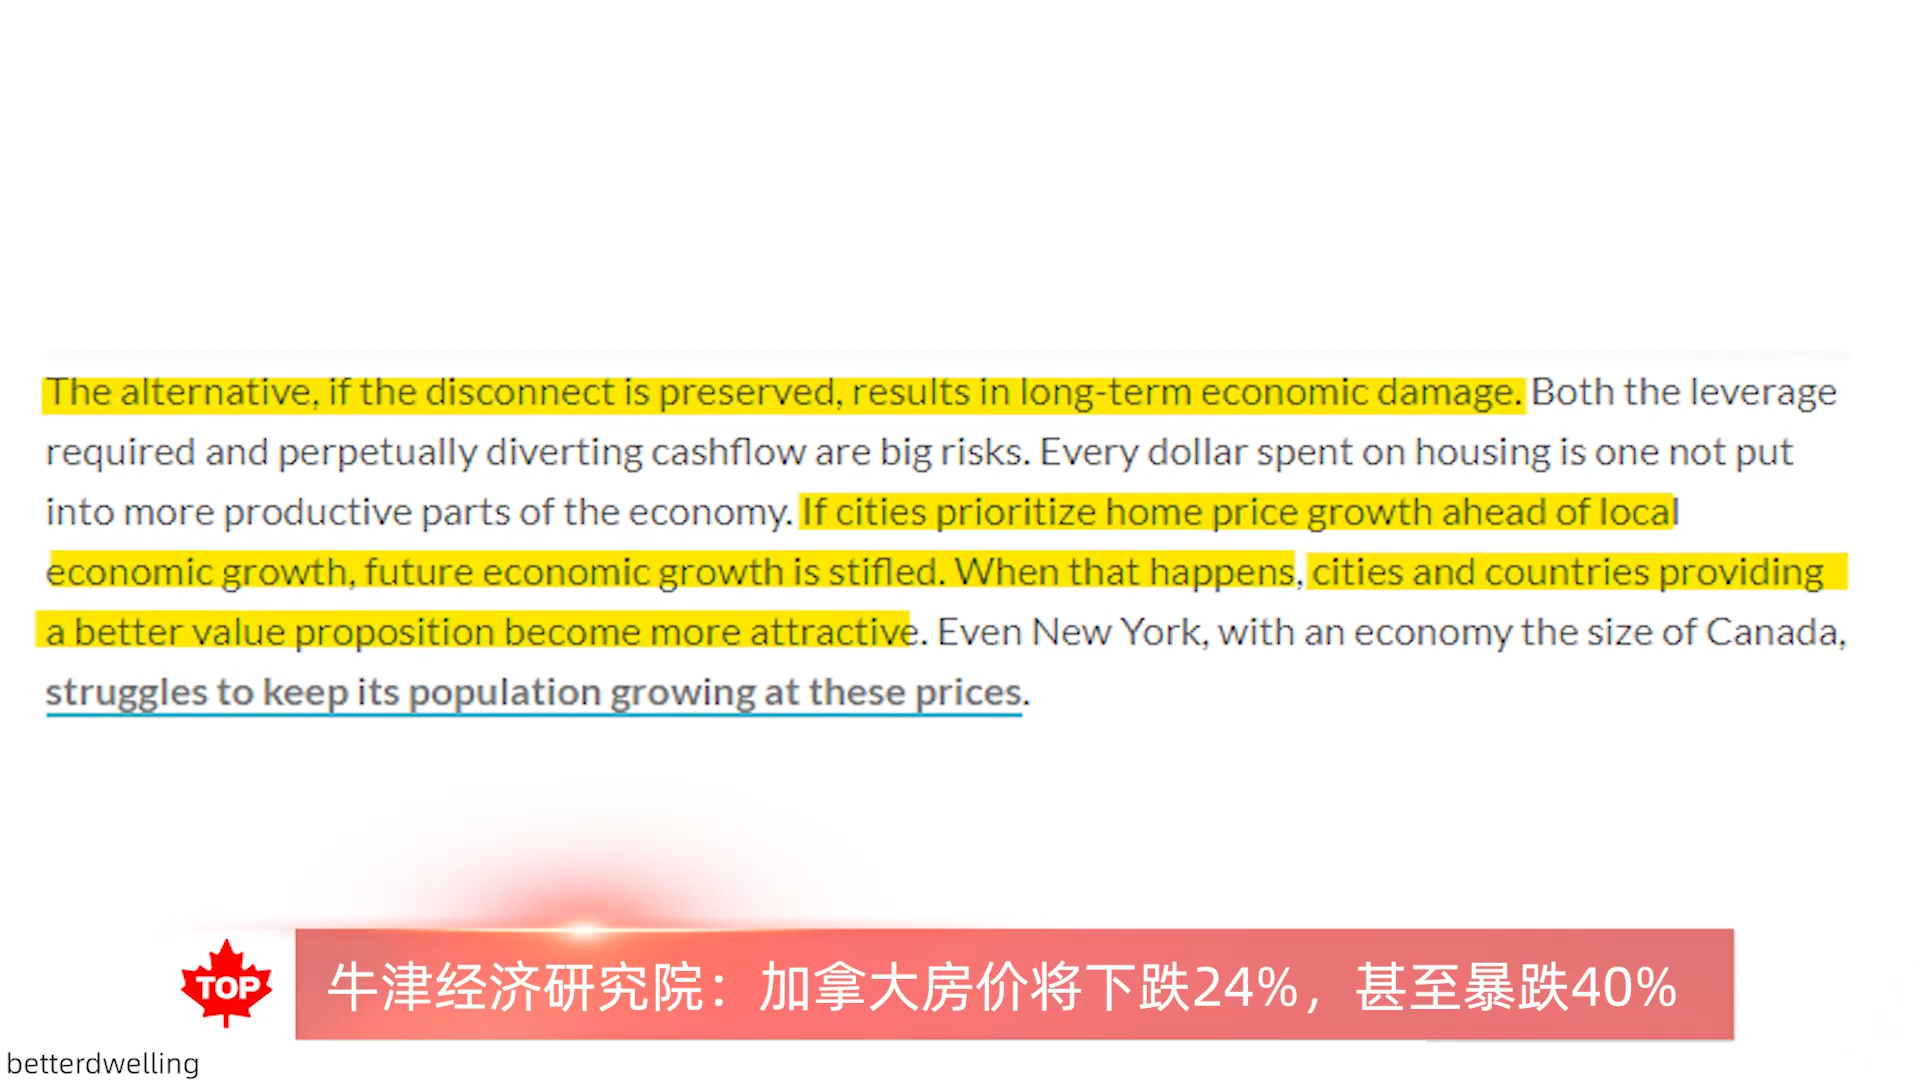 The alternative, if the disconnect is preserved, results in long-term economic damage. Both the leverage
required and perpetually diverting cashflow are big risks. Every dollar spent on housing is one not put
into more productive parts of the economy. If cities prioritize home price growth ahead of local
economic growth, future economic growth is stifled. When that happens, cities and countries providing
a better value proposition become more attractive. Even New York, with an economy the size of Canada,
struggles to keep its population growing at these prices.
TOP
牛津经济研究院：加拿大房价将下跌24%，甚至暴跌40%
betterdwelling